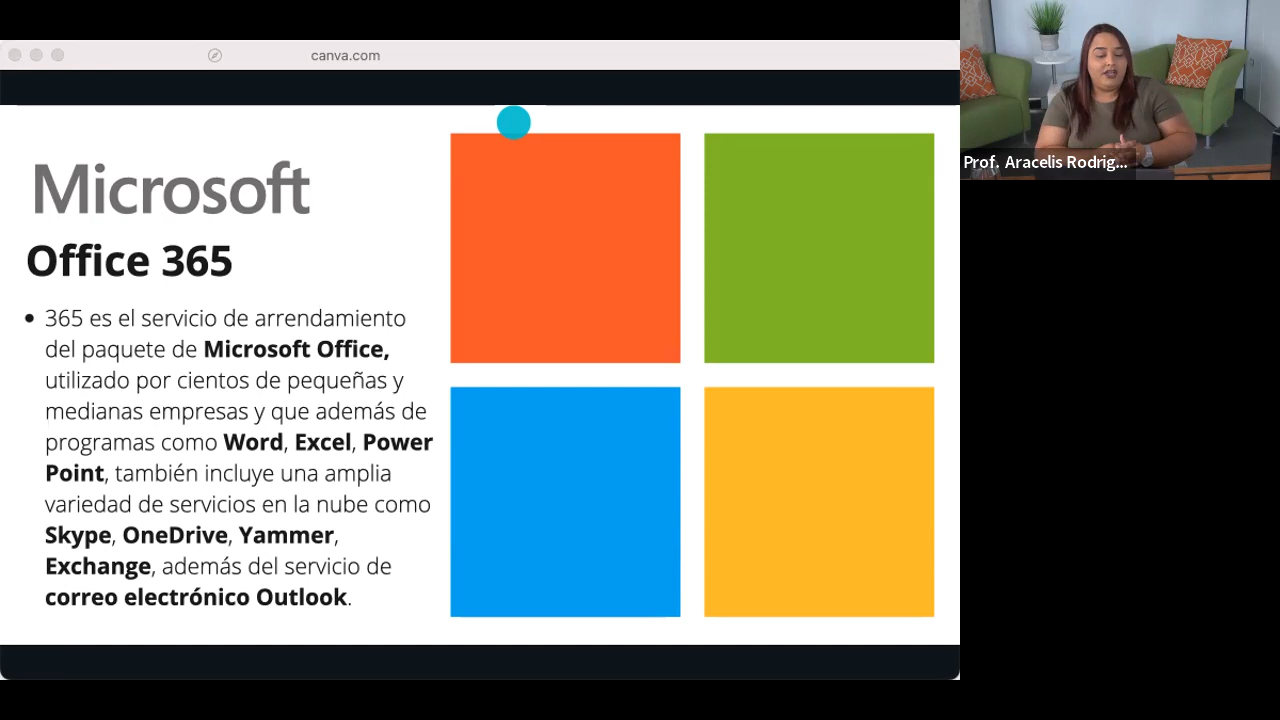 canva.com
Microsoft
Office 365
365 es el servicio de arrendamiento
del paquete de Microsoft Office,
utilizado por cientos de pequeñas y
medianas empresas y que además de
programas como Word, Excel, Power
Point, también incluye una amplia
variedad de servicios en la nube como
Skype, OneDrive, Yammer,
Exchange, además del servicio de
correo electrónico Outlook.
Prof. Aracelis Rodrig...